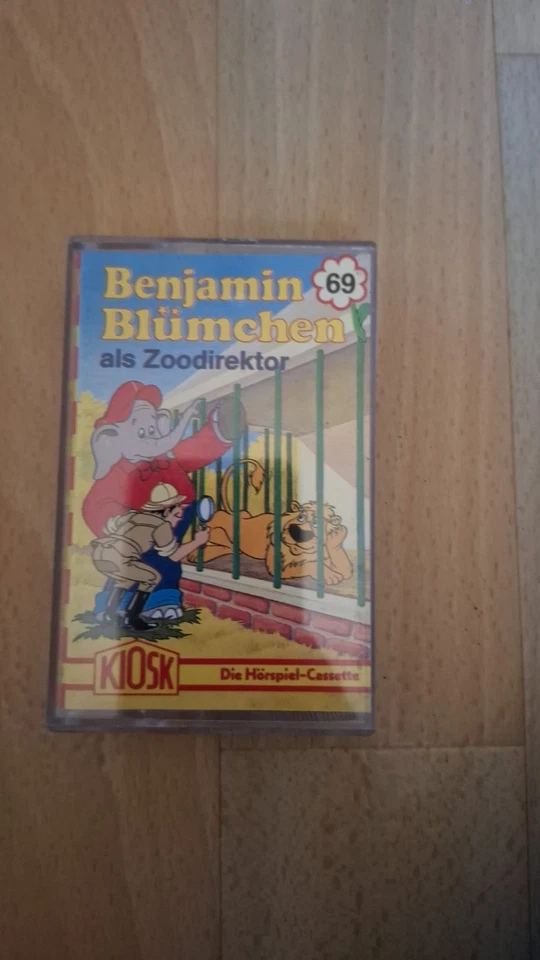 Benjamin
Blümchen
69
als Zoodirektor
KIOSK
Die Hörspiel-Cassette